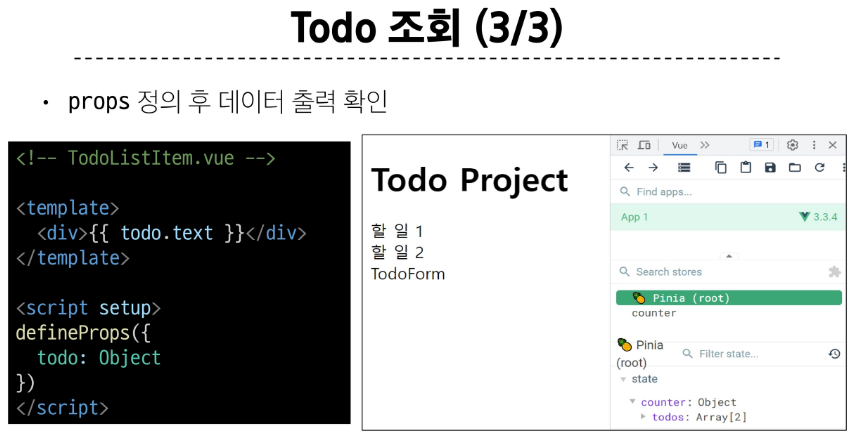 Todo 조회 (3/3)
• props 정의 후 데이터 출력 확인
<!-- TodoListItem.vue -->
<template>
  <div>{{ todo.text }}</div>
</template>
<script setup>
defineProps({
  todo: Object
})
</script>
Todo Project
할 일 1
할 일 2
TodoForm
Vue
1
Find apps...
App 1
3.3.4
Search stores
Pinia (root)
counter
Pinia
(root)
Filter state...
state
counter: Object
todos: Array[2]